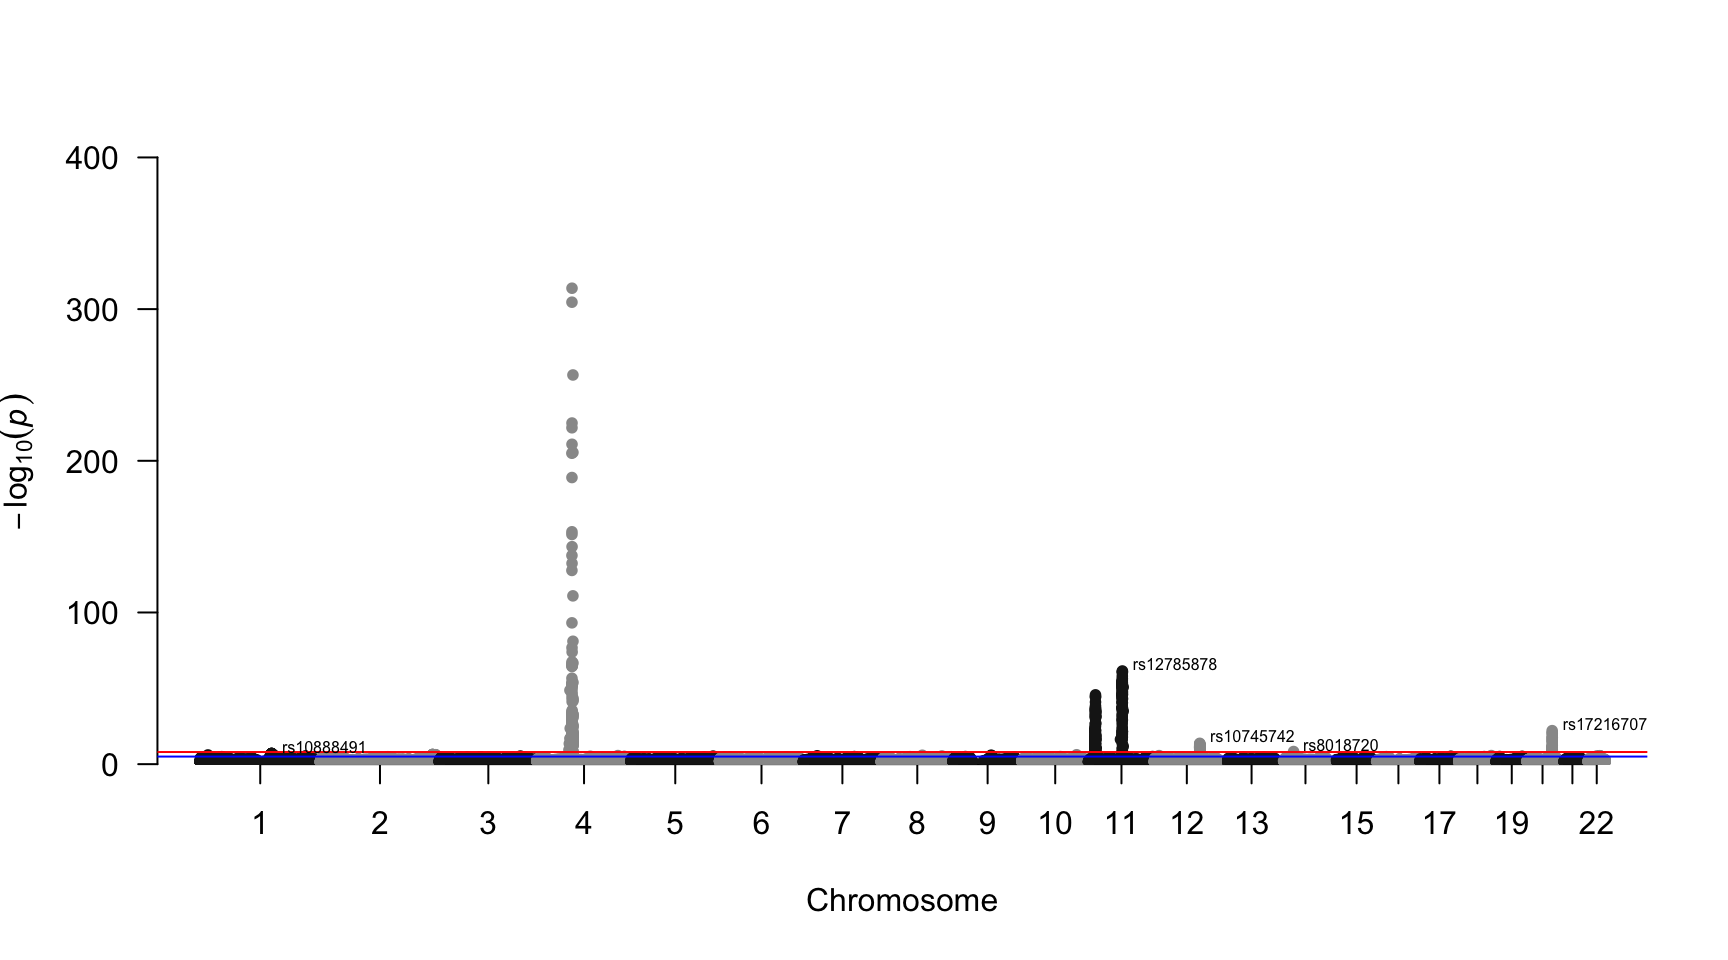 400
300
200
100
0
−log10(p)
rs12785878
rs17216707
rs10745742
rs8018720
rs10888491
1 2 3 4 5 6 7 8 9 10 11 12 13 15 17 19 22
Chromosome